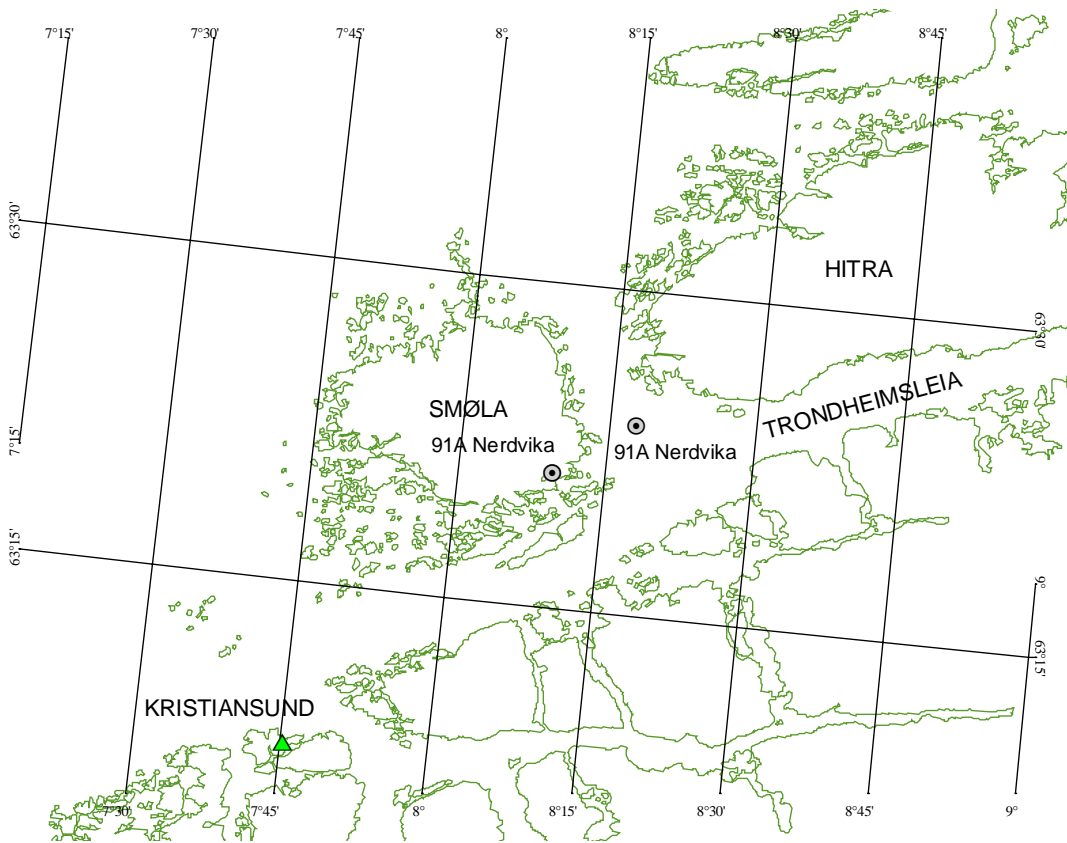 7°15' 7°30' 7°45' 8° 8°15' 8°30' 8°45' 9°
63°30'
HITRA
63°30'
TRONDHEIMSLEIA
SMØLA
7°15'
91A Nerdvika
91A Nerdvika
63°15'
9°
63°15'
KRISTIANSUND
7°30' 7°45' 8° 8°15' 8°30' 8°45' 9°